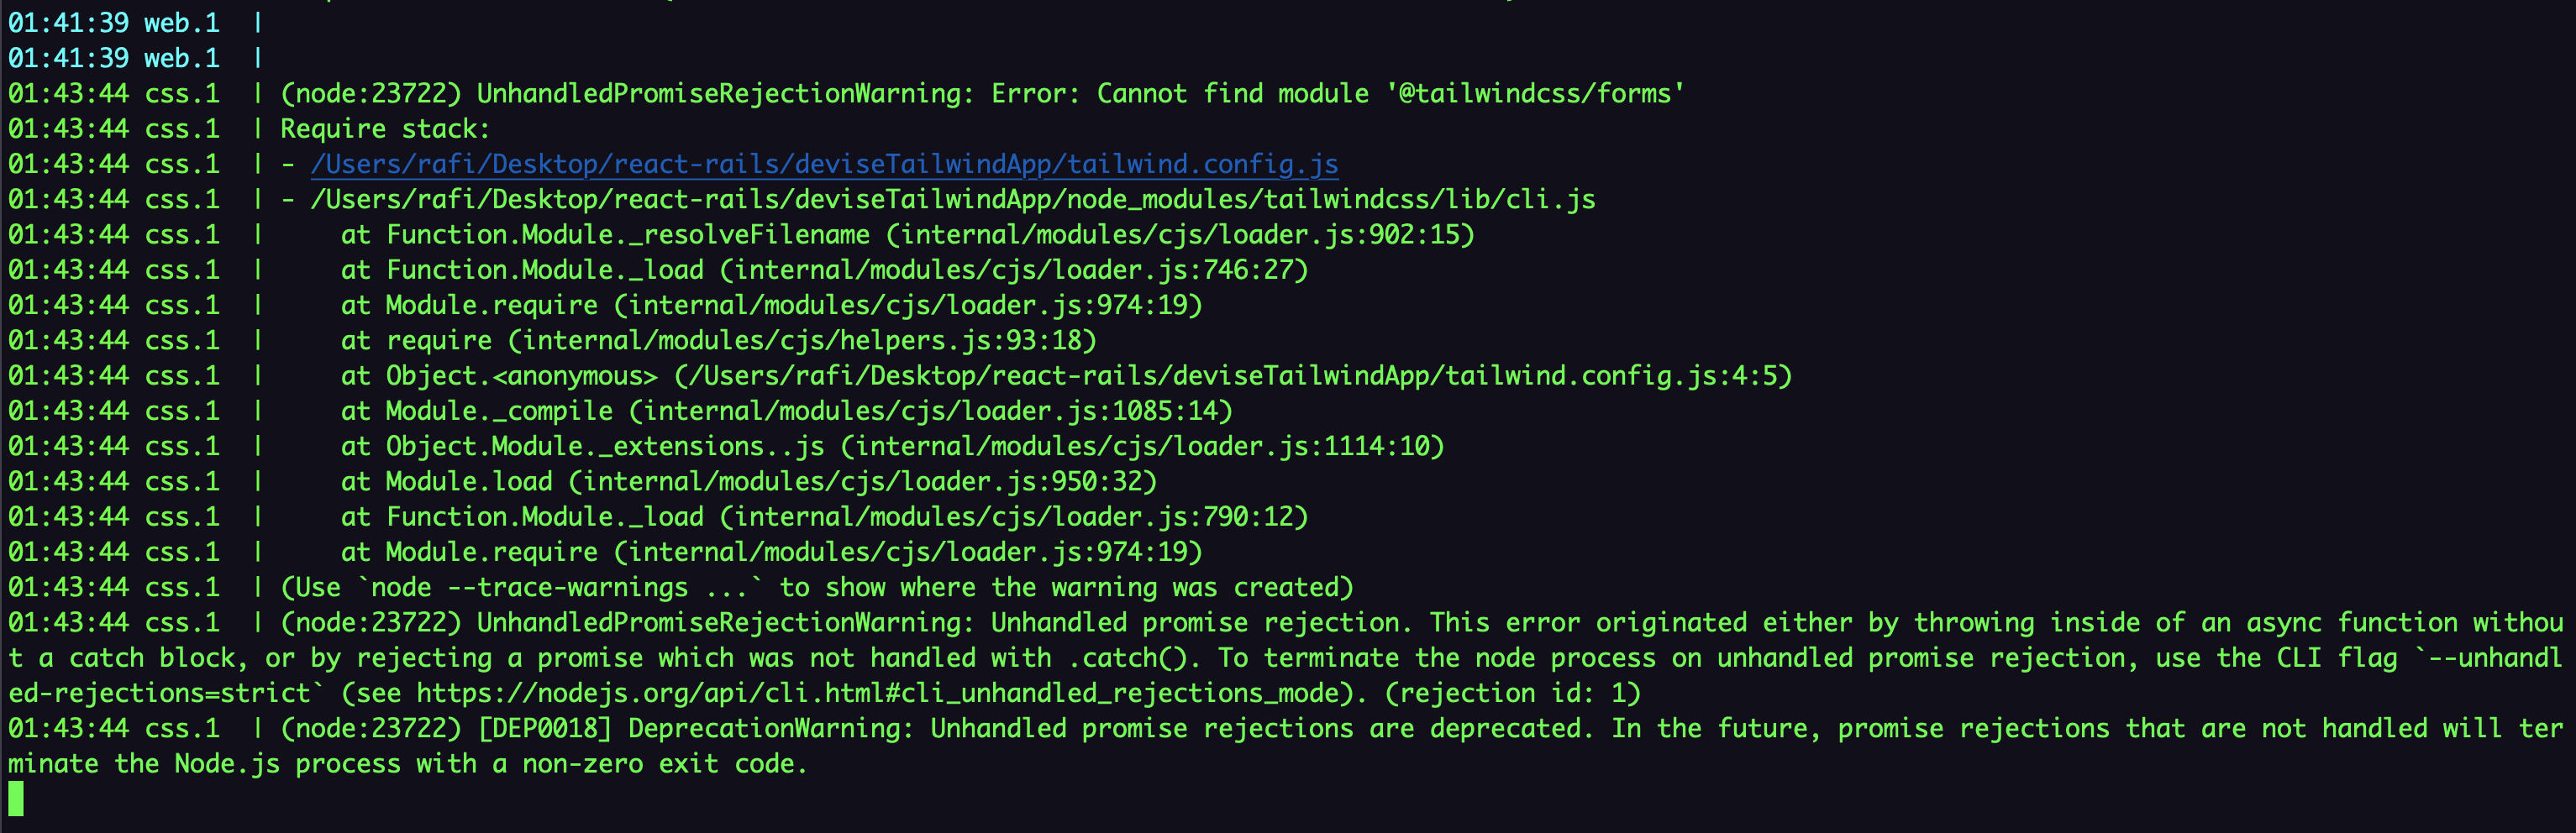 01:41:39 web.1  |
01:41:39 web.1  |
01:43:44 css.1  | (node:23722) UnhandledPromiseRejectionWarning: Error: Cannot find module '@tailwindcss/forms'
01:43:44 css.1  | Require stack:
01:43:44 css.1  | - /Users/rafi/Desktop/react-rails/deviseTailwindApp/tailwind.config.js
01:43:44 css.1  | - /Users/rafi/Desktop/react-rails/deviseTailwindApp/node_modules/tailwindcss/lib/cli.js
01:43:44 css.1  |     at Function.Module._resolveFilename (internal/modules/cjs/loader.js:902:15)
01:43:44 css.1  |     at Function.Module._load (internal/modules/cjs/loader.js:746:27)
01:43:44 css.1  |     at Module.require (internal/modules/cjs/loader.js:974:19)
01:43:44 css.1  |     at require (internal/modules/cjs/helpers.js:93:18)
01:43:44 css.1  |     at Object.<anonymous> (/Users/rafi/Desktop/react-rails/deviseTailwindApp/tailwind.config.js:4:5)
01:43:44 css.1  |     at Module._compile (internal/modules/cjs/loader.js:1085:14)
01:43:44 css.1  |     at Object.Module._extensions..js (internal/modules/cjs/loader.js:1114:10)
01:43:44 css.1  |     at Module.load (internal/modules/cjs/loader.js:950:32)
01:43:44 css.1  |     at Function.Module._load (internal/modules/cjs/loader.js:790:12)
01:43:44 css.1  |     at Module.require (internal/modules/cjs/loader.js:974:19)
01:43:44 css.1  | (Use `node --trace-warnings ...` to show where the warning was created)
01:43:44 css.1  | (node:23722) UnhandledPromiseRejectionWarning: Unhandled promise rejection. This error originated either by throwing inside of an async function withou
t a catch block, or by rejecting a promise which was not handled with .catch(). To terminate the node process on unhandled promise rejection, use the CLI flag `--unhandl
ed-rejections=strict` (see https://nodejs.org/api/cli.html#cli_unhandled_rejections_mode). (rejection id: 1)
01:43:44 css.1  | (node:23722) [DEP0018] DeprecationWarning: Unhandled promise rejections are deprecated. In the future, promise rejections that are not handled will ter
minate the Node.js process with a non-zero exit code.